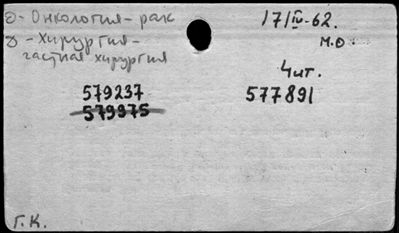 д- Онкология- рак
17/IV-62.
д -Хирургия-
частная хирургия
М.О.
Чит.
579237
577891
579975
Г.К.